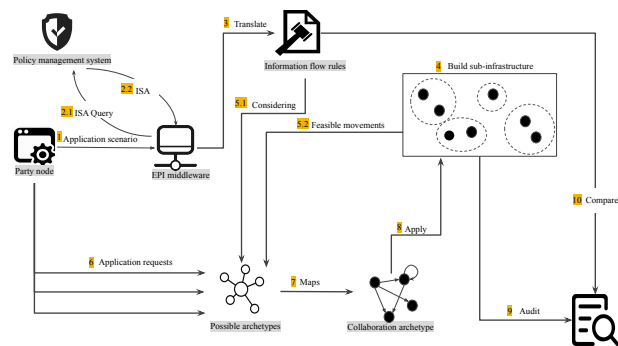 3 Translate
Policy management system
Information flow rules
4 Build sub-infrastructure
2.2 ISA
5.1 Considering
2.1 ISA Query
5.2 Feasible movements
1 Application scenario
Party node
EPI middleware
10 Compare
8 Apply
6 Application requests
7 Maps
9 Audit
Possible archetypes
Collaboration archetype